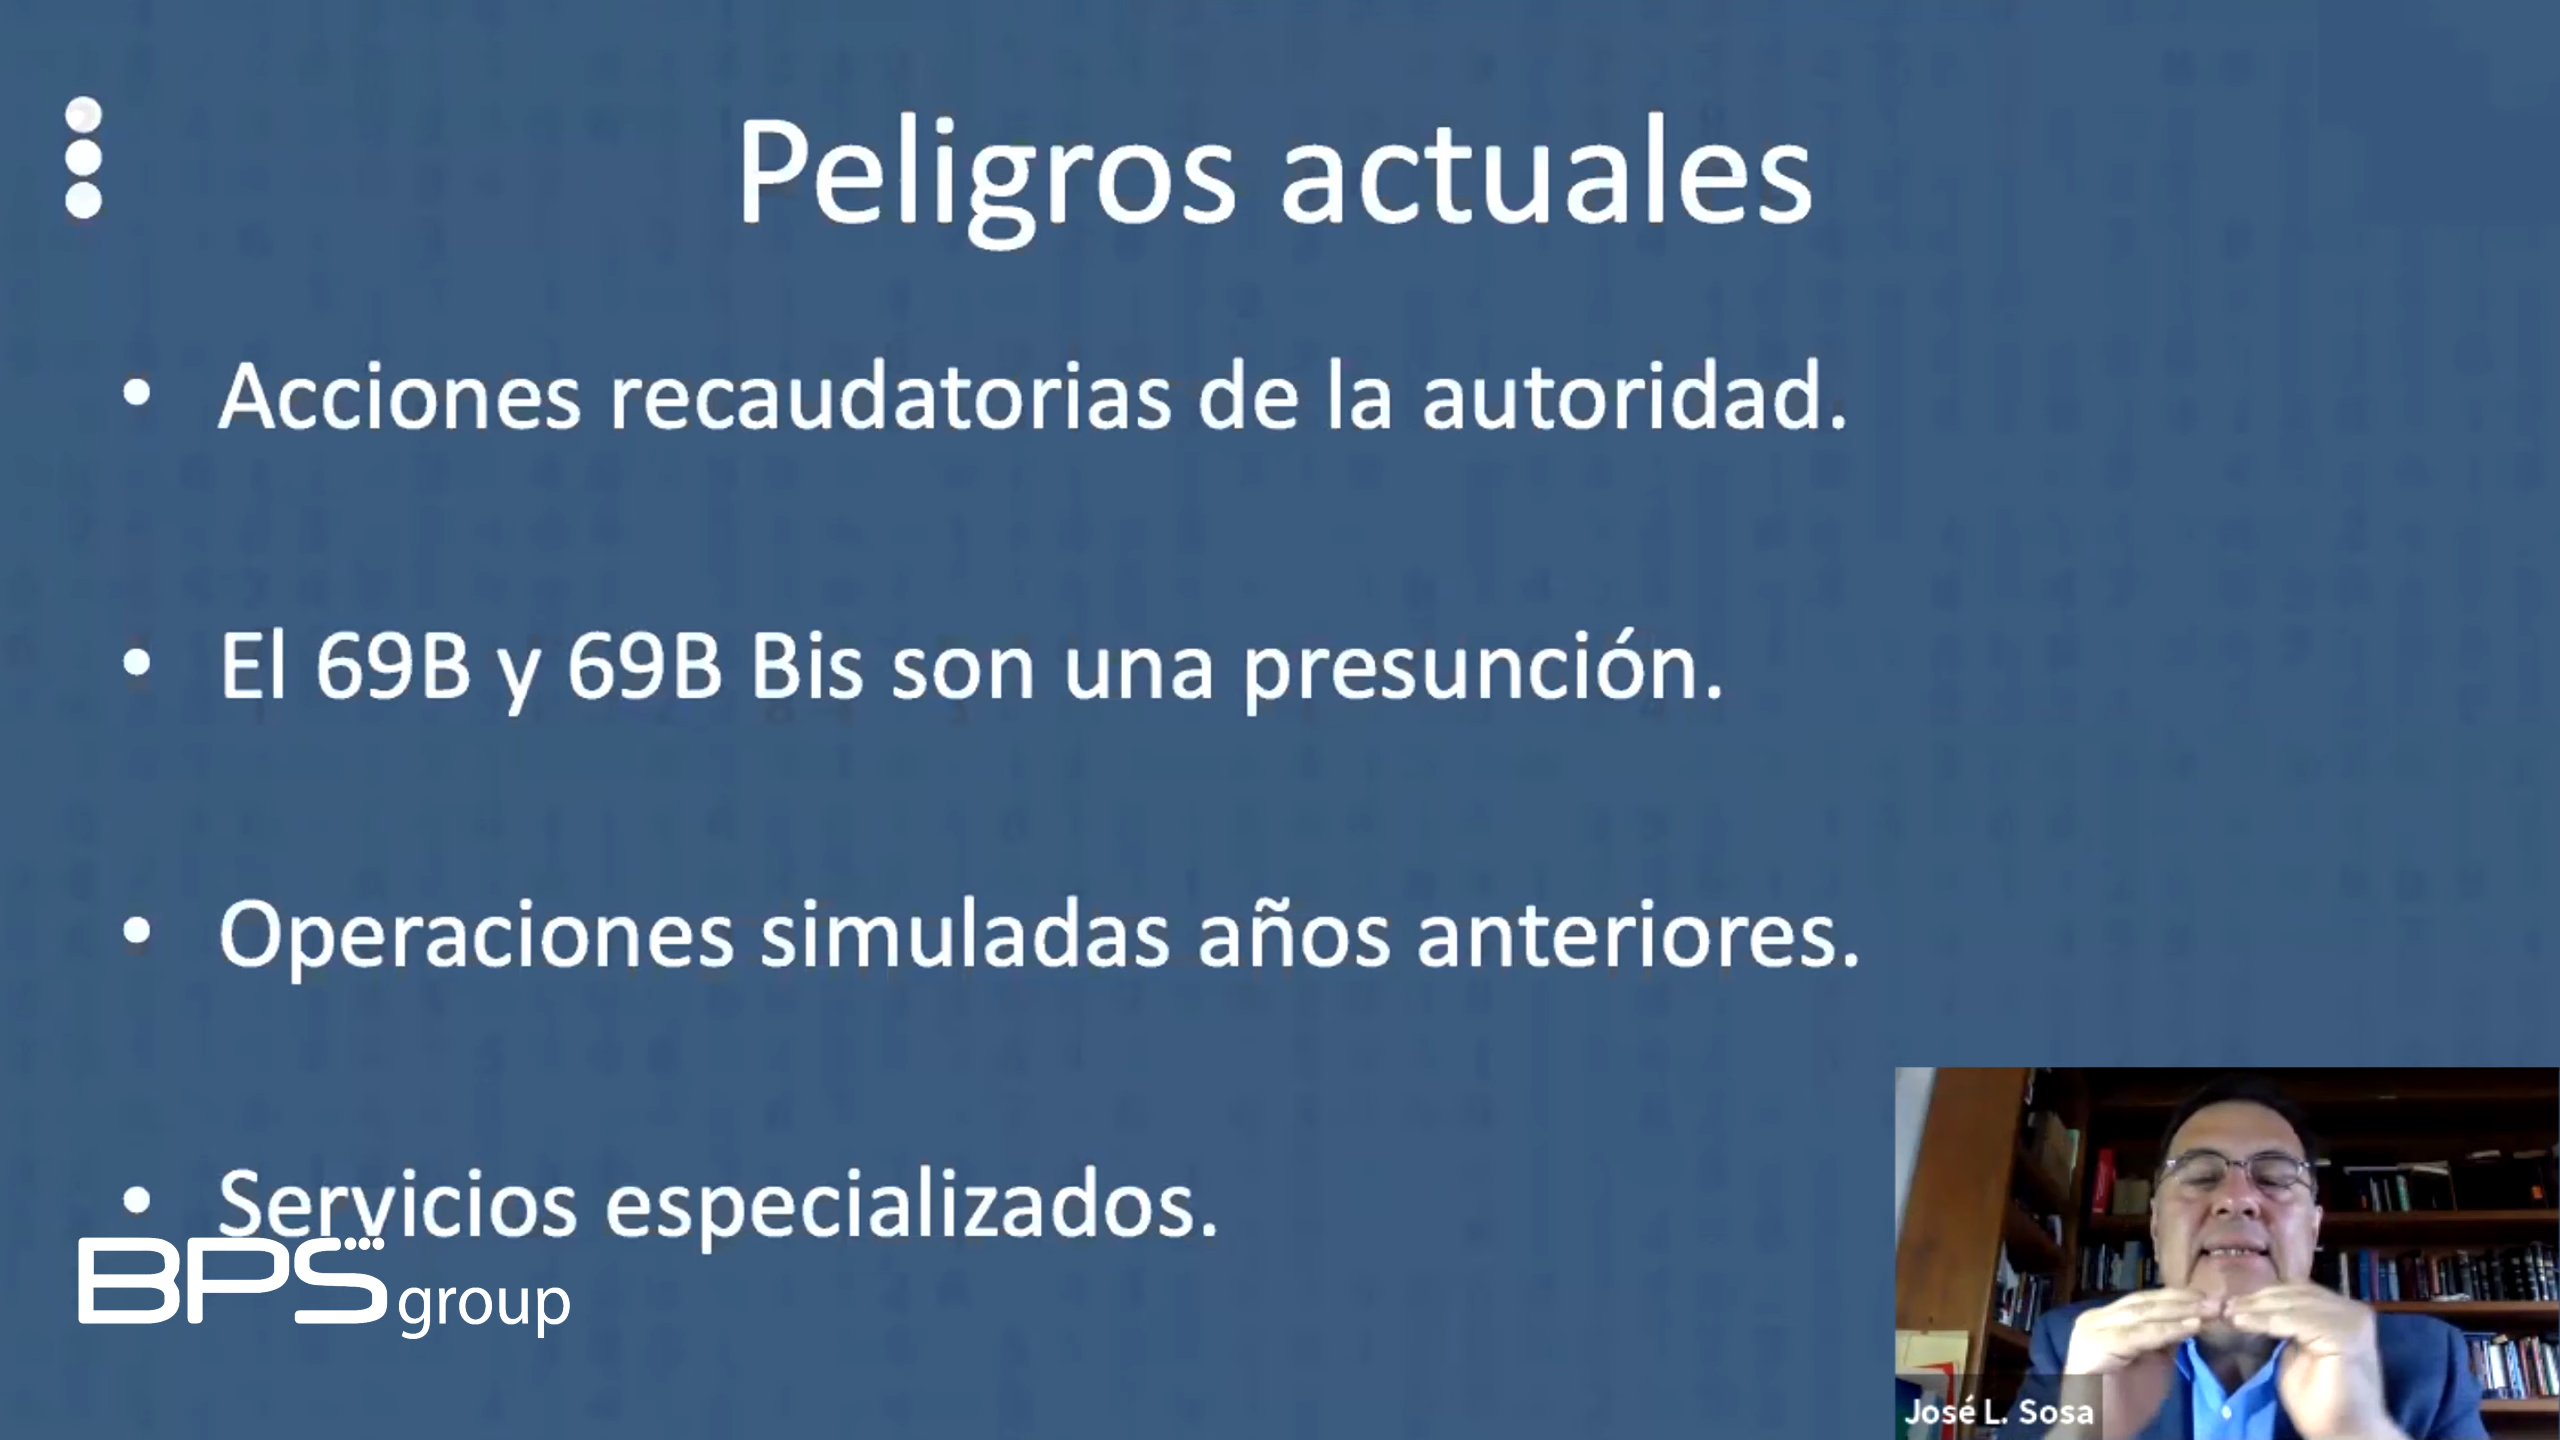 Peligros actuales
• Acciones recaudatorias de la autoridad.
• El 69B y 69B Bis son una presunción.
• Operaciones simuladas años anteriores.
• Servicios especializados.
BPS group
José L. Sosa